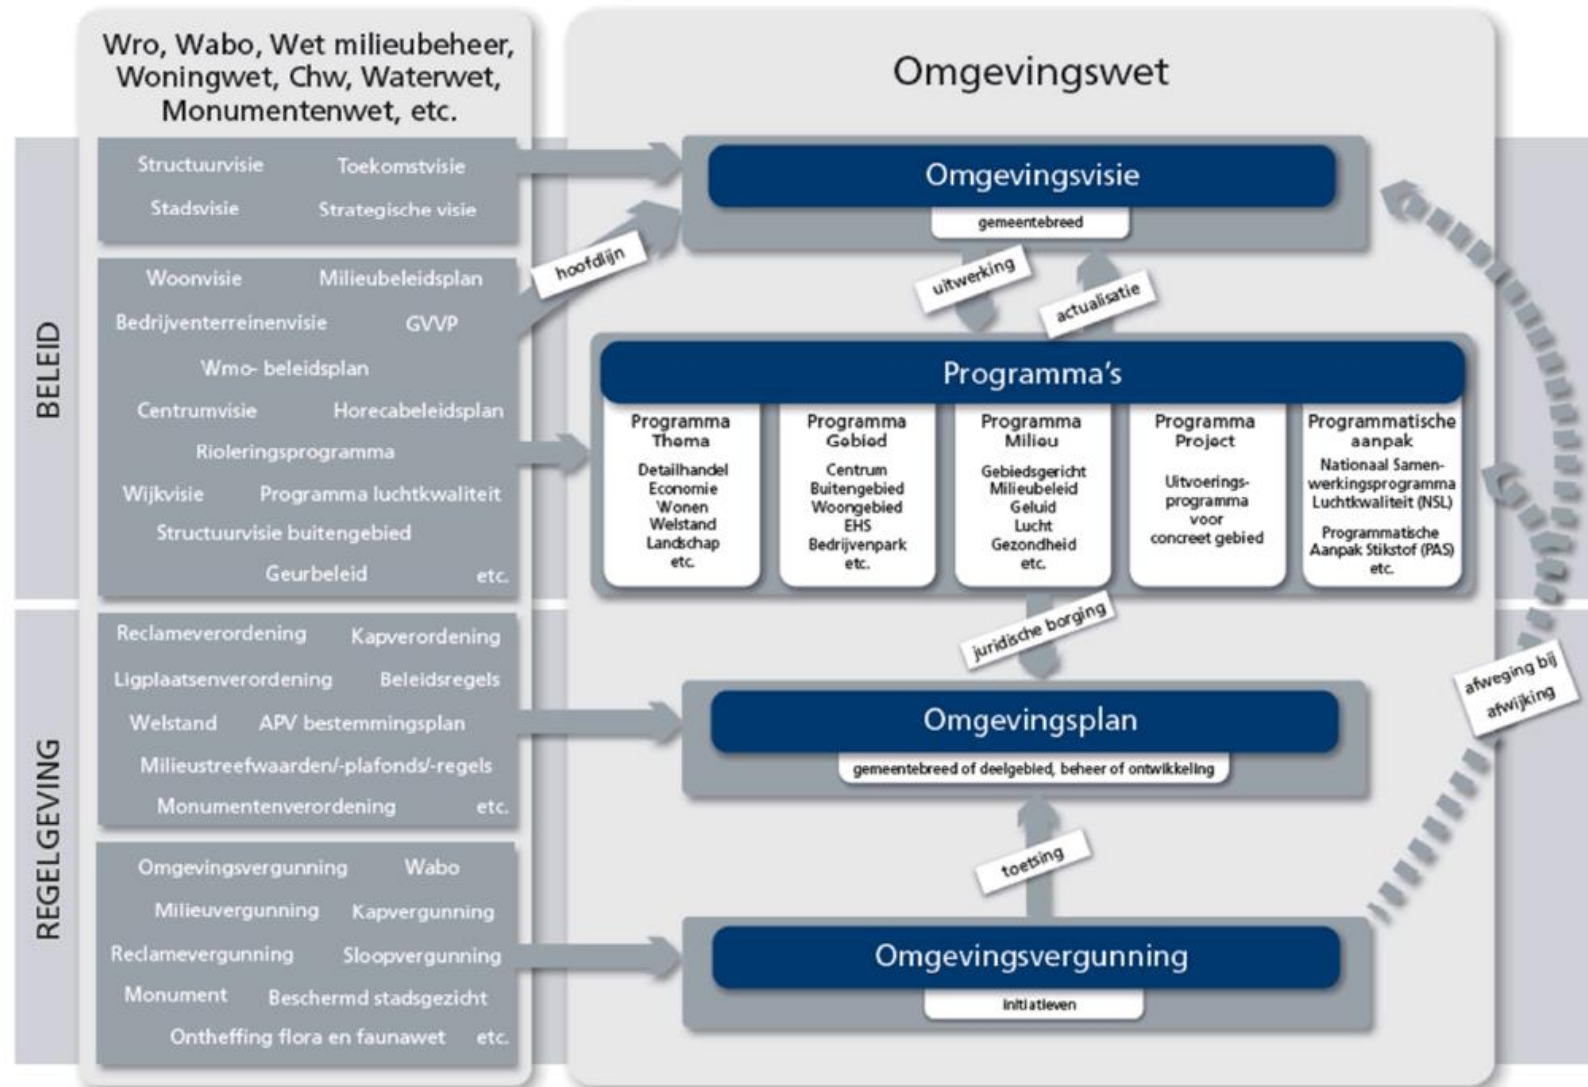 Wro, Wabo, Wet milieubeheer,
Woningwet, Chw, Waterwet,
Monumentenwet, etc.
BELEID
Structuurvisie Toekomstvisie
Stadsvisie Strategische visie
Woonvisie Milieubeleidsplan
Bedrijventerreinenvisie GVVP
Wmo- beleidsplan
Centrumvisie Horecabeleidsplan
Rioleringsprogramma
Wijkvisie Programma luchtkwaliteit
Structuurvisie buitengebied
Geurbeleid etc.
REGELGEVING
Reclameverordening Kapverordening
Ligplaatsenverordening Beleidsregels
Welstand APV bestemmingsplan
Milieustreefwaarden/-plafonds/-regels
Monumentenverordening etc.
Omgevingsvergunning Wabo
Milieuvergunning Kapvergunning
Reclamevergunning Sloopvergunning
Monument Beschermd stadsgezicht
Ontheffing flora en faunawet etc.
Omgevingswet
Omgevingsvisie
gemeentebreed
hoofdlijn
uitwerking
actualisatie
Programma's
Programma
Thema
Detailhandel
Economie
Wonen
Welstand
Landschap
etc.
Programma
Gebied
Centrum
Buitengebied
Woongebied
EHS
Bedrijvenpark
etc.
Programma
Milieu
Gebiedsgericht
Milieubeleid
Geluid
Lucht
Gezondheid
etc.
Programma
Project
Uitvoerings-
programma
voor
concreet gebied
Programmatische
aanpak
Nationaal Samen-
werkingsprogramma
Luchtkwaliteit (NSL)
Programmatische
Aanpak Stikstof (PAS)
etc.
juridische borging
Omgevingsplan
gemeentebreed of deelgebied, beheer of ontwikkeling
afweging bij
afwijking
toetsing
Omgevingsvergunning
initiatieven